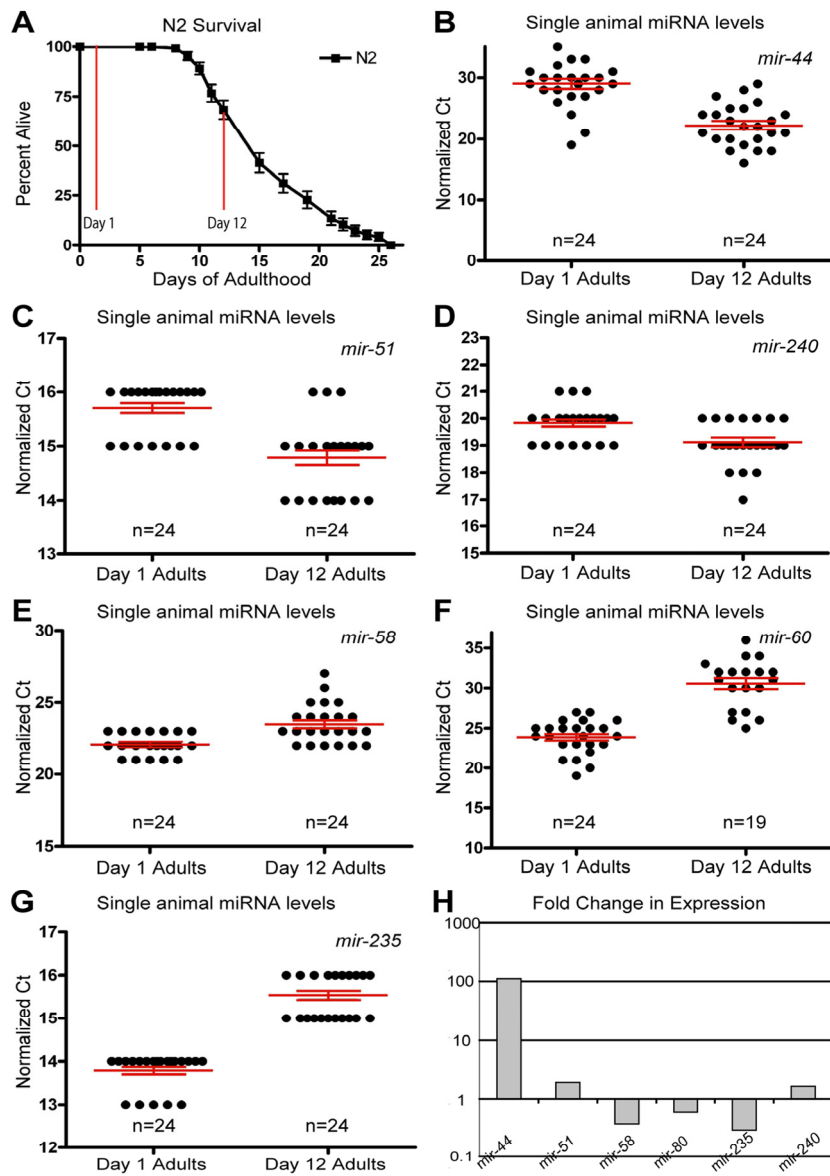 A
N2 Survival
N2
100
75
50
25
0
Percent Alive
Day 1
Day 12
0 5 10 15 20 25
Days of Adulthood
B
Single animal miRNA levels
mir-44
Normalized Ct
30
20
10
0
n=24 n=24
Day 1 Adults Day 12 Adults
C
Single animal miRNA levels
mir-51
Normalized Ct
17
16
15
14
13
n=24 n=24
Day 1 Adults Day 12 Adults
D
Single animal miRNA levels
mir-240
Normalized Ct
23
22
21
20
19
18
17
16
15
n=24 n=24
Day 1 Adults Day 12 Adults
E
Single animal miRNA levels
mir-58
Normalized Ct
30
25
20
15
n=24 n=24
Day 1 Adults Day 12 Adults
F
Single animal miRNA levels
mir-60
Normalized Ct
35
30
25
20
15
10
n=24 n=19
Day 1 Adults Day 12 Adults
G
Single animal miRNA levels
mir-235
Normalized Ct
17
16
15
14
13
12
n=24 n=24
Day 1 Adults Day 12 Adults
H
Fold Change in Expression
1000
100
10
1
0.1
mir-44 mir-51 mir-58 mir-80 mir-235 mir-240